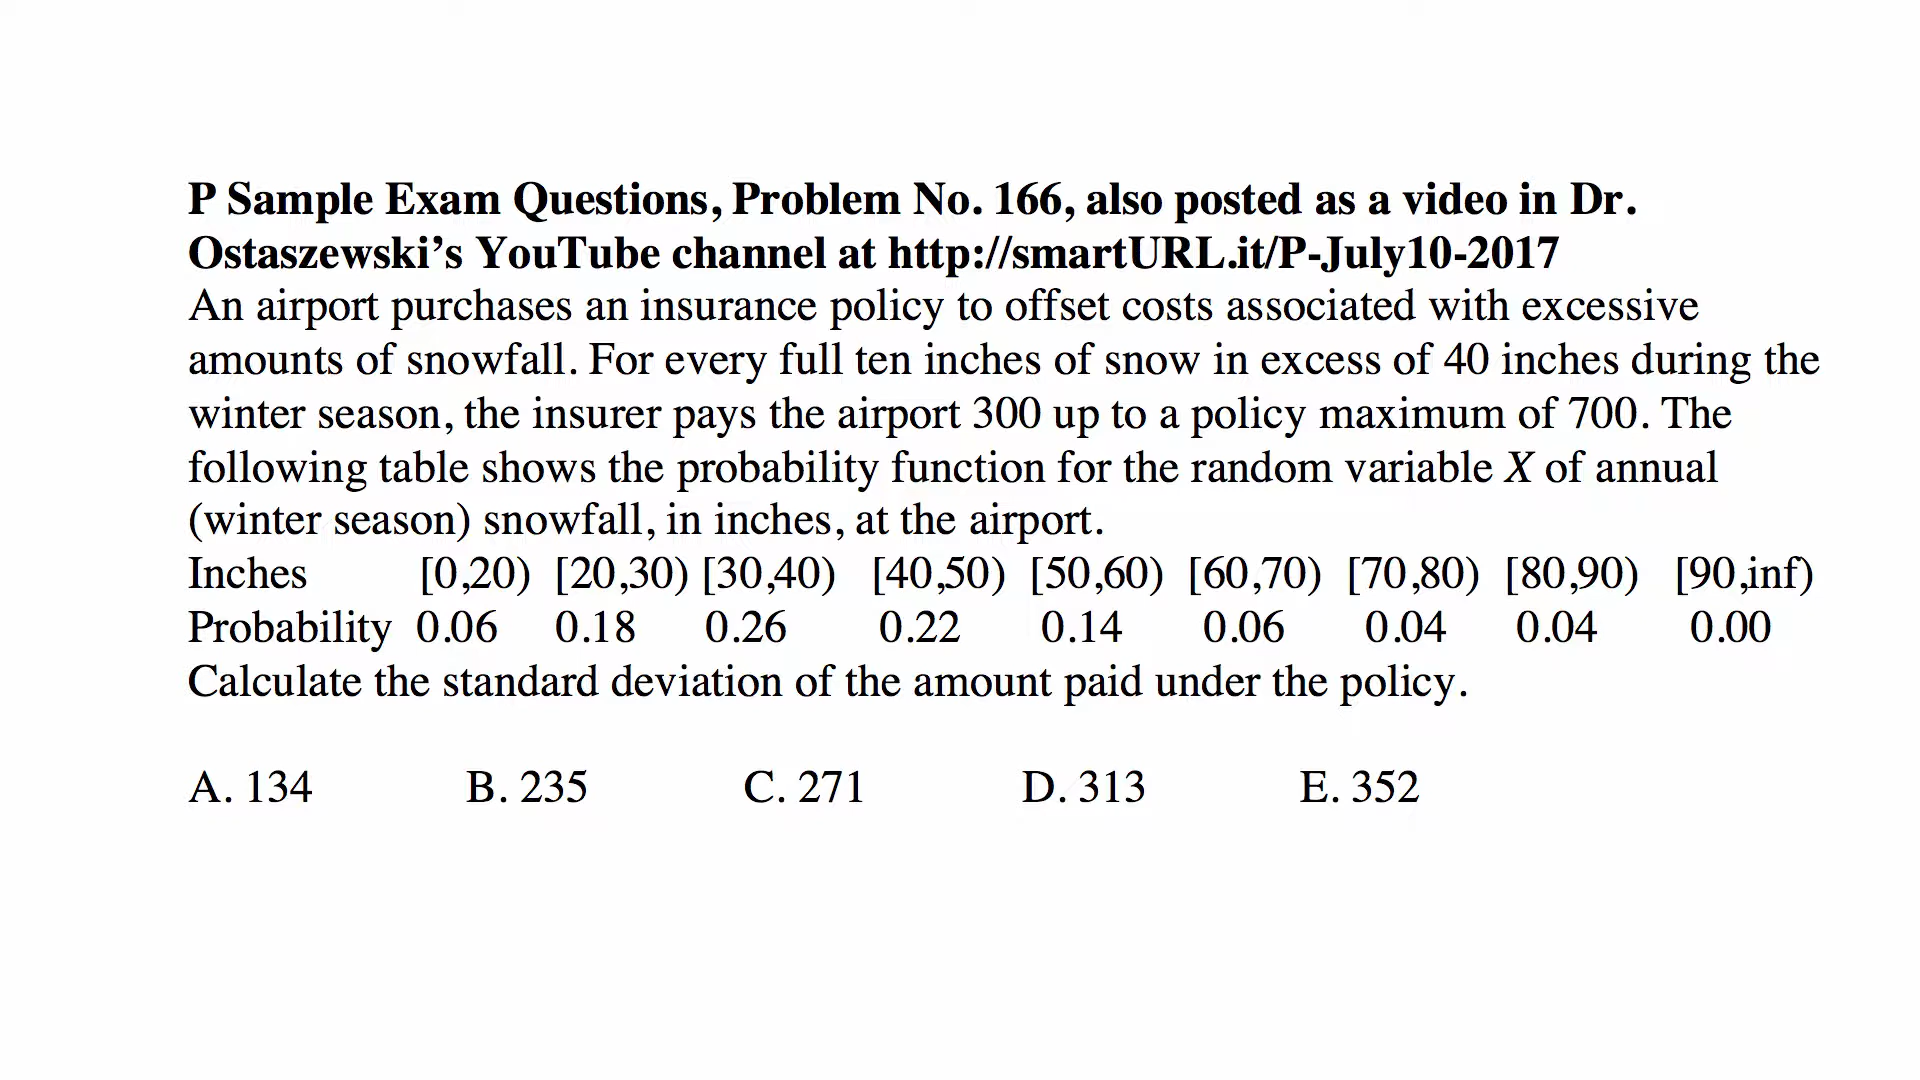 P Sample Exam Questions, Problem No. 166, also posted as a video in Dr.
Ostaszewski’s YouTube channel at http://smartURL.it/P-July10-2017
An airport purchases an insurance policy to offset costs associated with excessive
amounts of snowfall. For every full ten inches of snow in excess of 40 inches during the
winter season, the insurer pays the airport 300 up to a policy maximum of 700. The
following table shows the probability function for the random variable X of annual
(winter season) snowfall, in inches, at the airport.
Inches [0,20) [20,30) [30,40) [40,50) [50,60) [60,70) [70,80) [80,90) [90,inf)
Probability 0.06 0.18 0.26 0.22 0.14 0.06 0.04 0.04 0.00
Calculate the standard deviation of the amount paid under the policy.
A. 134 B. 235 C. 271 D. 313 E. 352